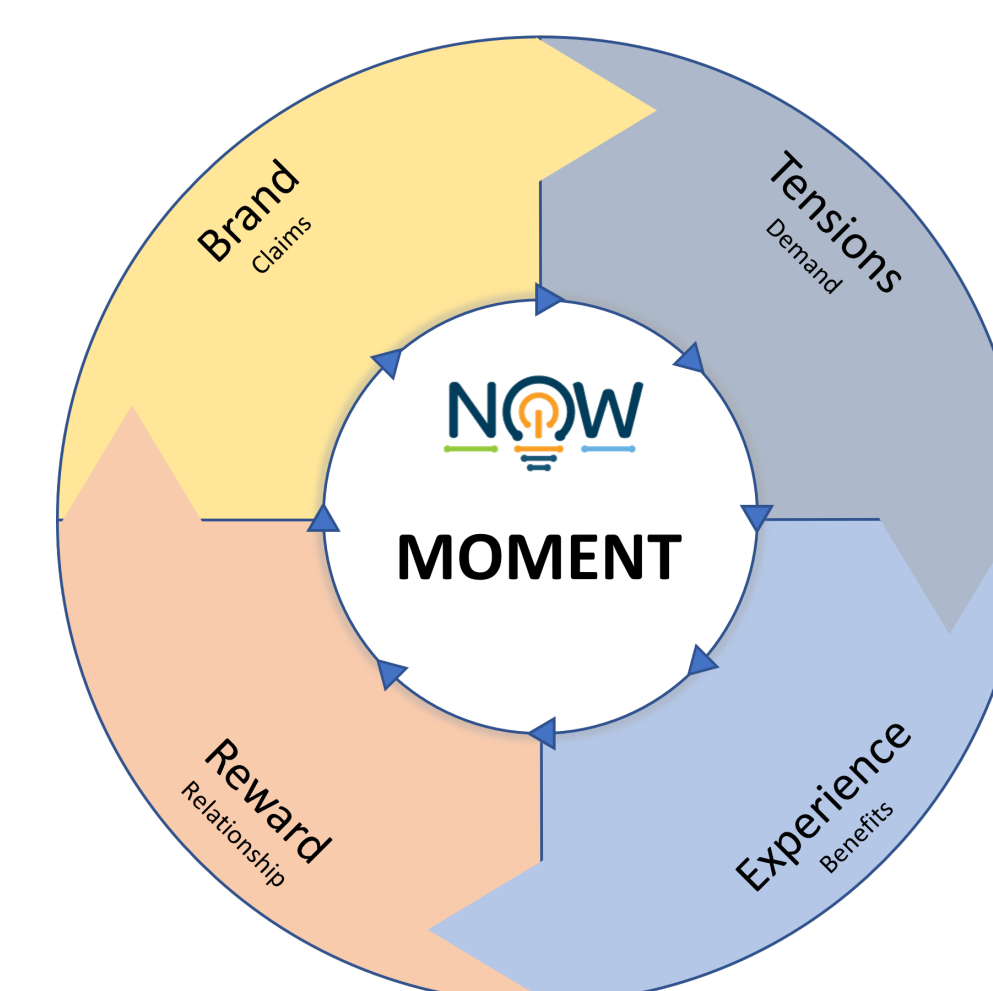 Brand
Claims
Tensions
Demand
NOW
MOMENT
Reward
Relationship
Experience
Benefits